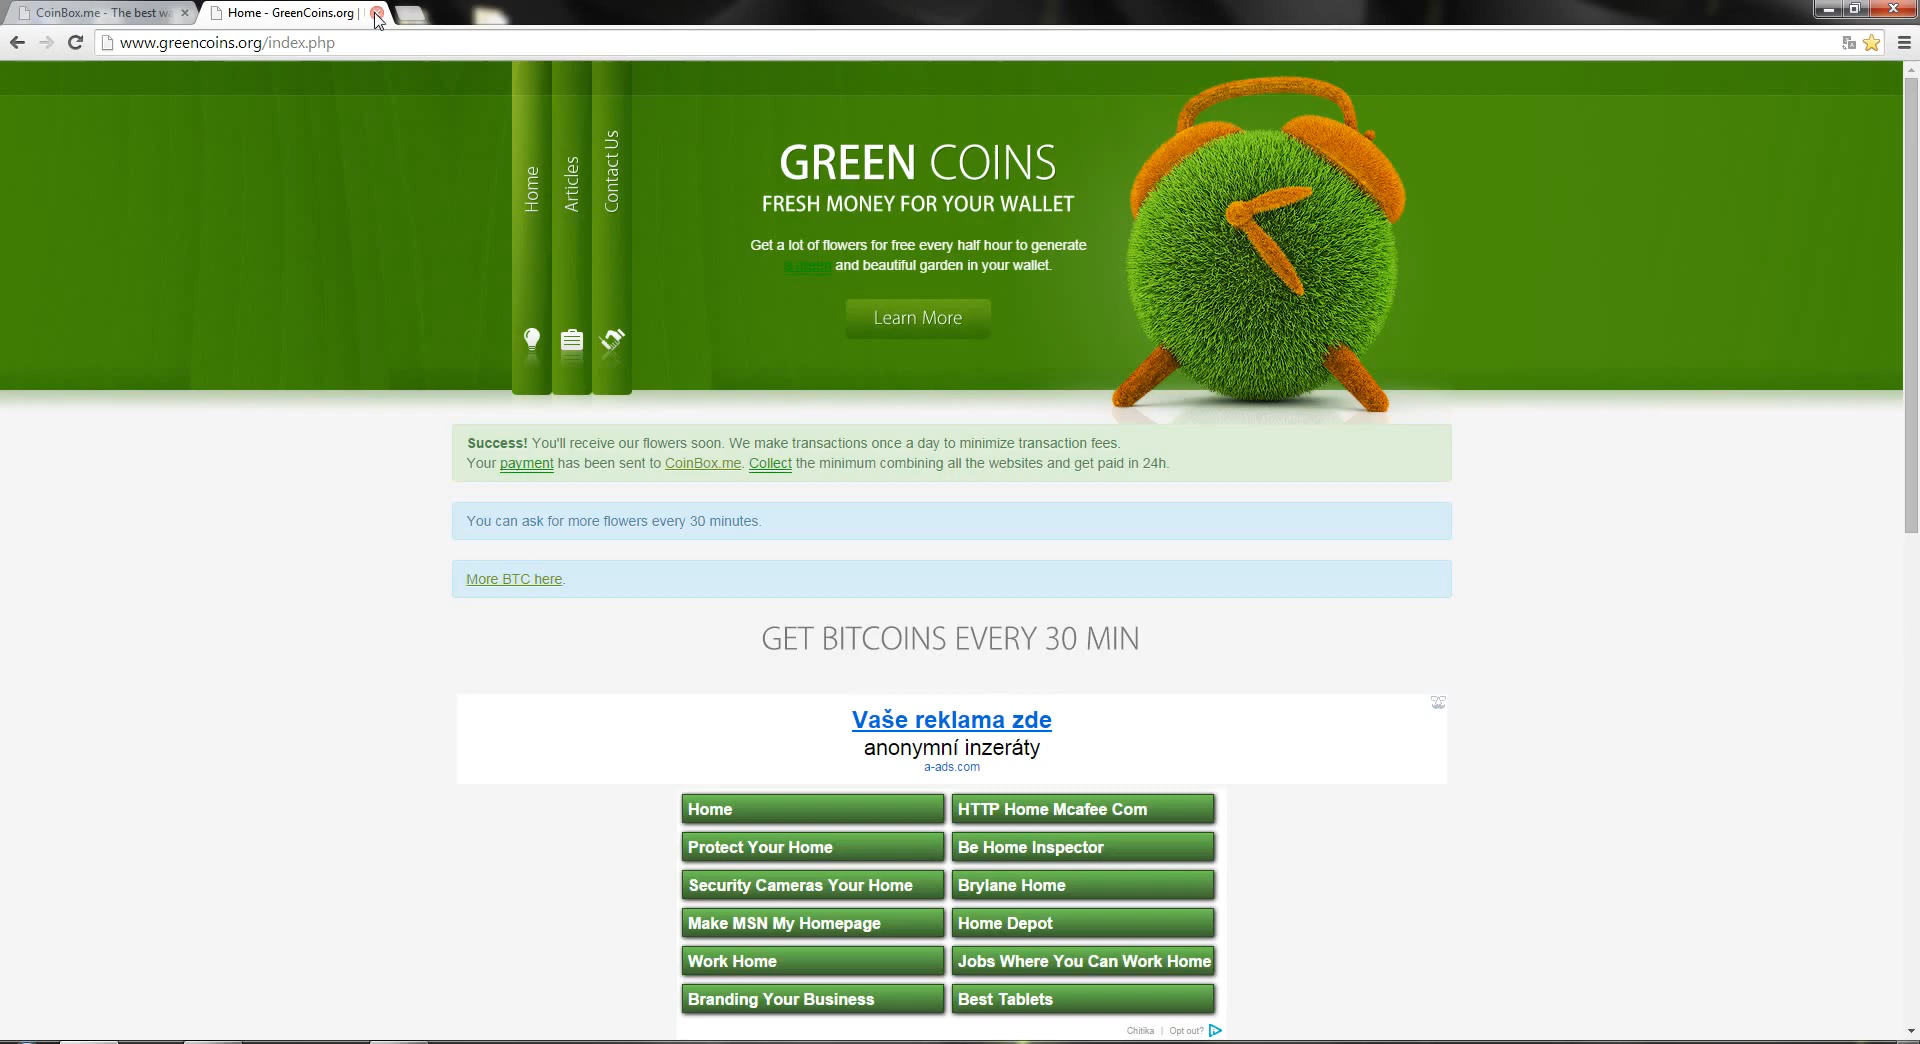 CoinBox.me - The best wa
Home - GreenCoins.org |
www.greencoins.org/index.php
Home
Articles
Contact Us
GREEN COINS
FRESH MONEY FOR YOUR WALLET
Get a lot of flowers for free every half hour to generate
a green and beautiful garden in your wallet.
Learn More
Success! You'll receive our flowers soon. We make transactions once a day to minimize transaction fees.
Your payment has been sent to CoinBox.me. Collect the minimum combining all the websites and get paid in 24h.
You can ask for more flowers every 30 minutes.
More BTC here.
GET BITCOINS EVERY 30 MIN
Vaše reklama zde
anonymní inzeráty
a-ads.com
Home
HTTP Home Mcafee Com
Protect Your Home
Be Home Inspector
Security Cameras Your Home
Brylane Home
Make MSN My Homepage
Home Depot
Work Home
Jobs Where You Can Work Home
Branding Your Business
Best Tablets
Chitika | Opt out?